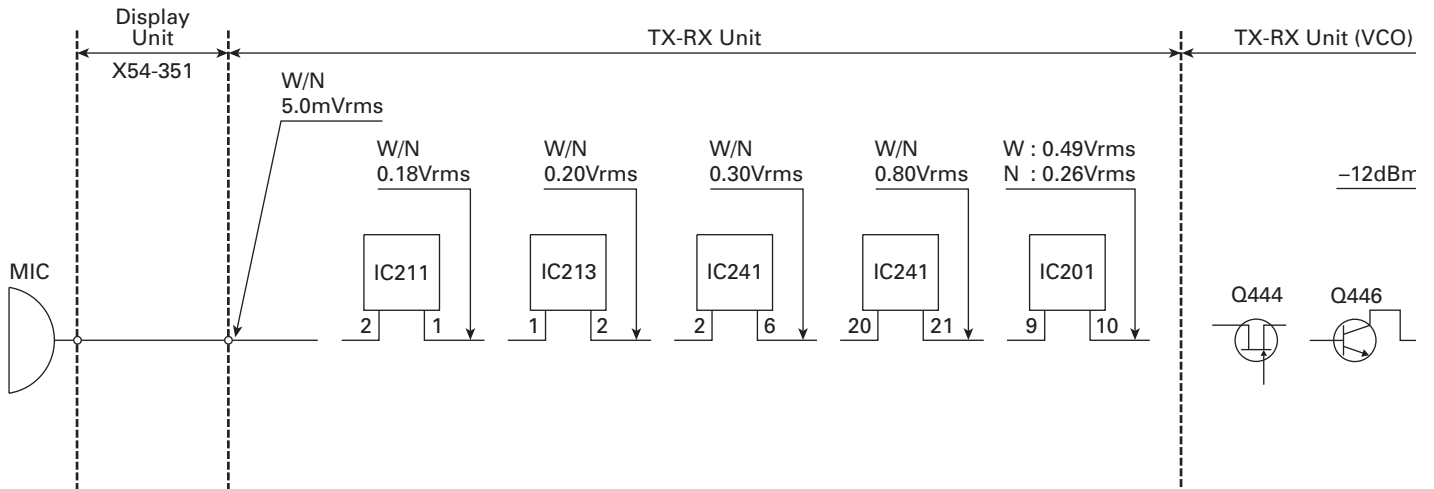 Display
Unit
X54-351
TX-RX Unit
TX-RX Unit (VCO)
W/N
5.0mVrms
W/N
0.18Vrms
W/N
0.20Vrms
W/N
0.30Vrms
W/N
0.80Vrms
W : 0.49Vrms
N : 0.26Vrms
–12dBm
MIC
IC211
IC213
IC241
IC241
IC201
Q444
Q446
2 1
1 2
2 6
20 21
9 10